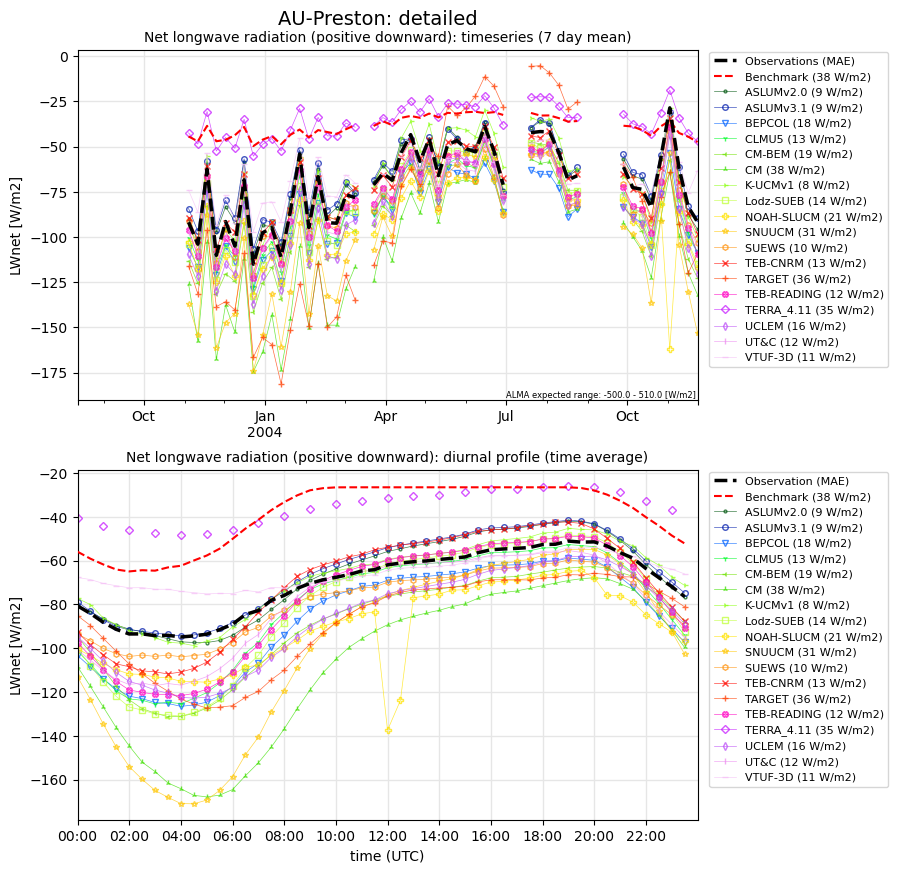 AU-Preston: detailed
Net longwave radiation (positive downward): timeseries (7 day mean)
LWnet [W/m2]
0
−25
−50
−75
−100
−125
−150
−175
Oct
Jan
2004
Apr
Jul
Oct
ALMA expected range: -500.0 - 510.0 [W/m2]
Observations (MAE)
Benchmark (38 W/m2)
ASLUMv2.0 (9 W/m2)
ASLUMv3.1 (9 W/m2)
BEPCOL (18 W/m2)
CLMU5 (13 W/m2)
CM-BEM (19 W/m2)
CM (38 W/m2)
K-UCMv1 (8 W/m2)
Lodz-SUEB (14 W/m2)
NOAH-SLUCM (21 W/m2)
SNUUCM (31 W/m2)
SUEWS (10 W/m2)
TEB-CNRM (13 W/m2)
TARGET (36 W/m2)
TEB-READING (12 W/m2)
TERRA_4.11 (35 W/m2)
UCLEM (16 W/m2)
UT&C (12 W/m2)
VTUF-3D (11 W/m2)
Net longwave radiation (positive downward): diurnal profile (time average)
LWnet [W/m2]
−20
−40
−60
−80
−100
−120
−140
−160
00:00
02:00
04:00
06:00
08:00
10:00
12:00
14:00
16:00
18:00
20:00
22:00
time (UTC)
Observation (MAE)
Benchmark (38 W/m2)
ASLUMv2.0 (9 W/m2)
ASLUMv3.1 (9 W/m2)
BEPCOL (18 W/m2)
CLMU5 (13 W/m2)
CM-BEM (19 W/m2)
CM (38 W/m2)
K-UCMv1 (8 W/m2)
Lodz-SUEB (14 W/m2)
NOAH-SLUCM (21 W/m2)
SNUUCM (31 W/m2)
SUEWS (10 W/m2)
TEB-CNRM (13 W/m2)
TARGET (36 W/m2)
TEB-READING (12 W/m2)
TERRA_4.11 (35 W/m2)
UCLEM (16 W/m2)
UT&C (12 W/m2)
VTUF-3D (11 W/m2)